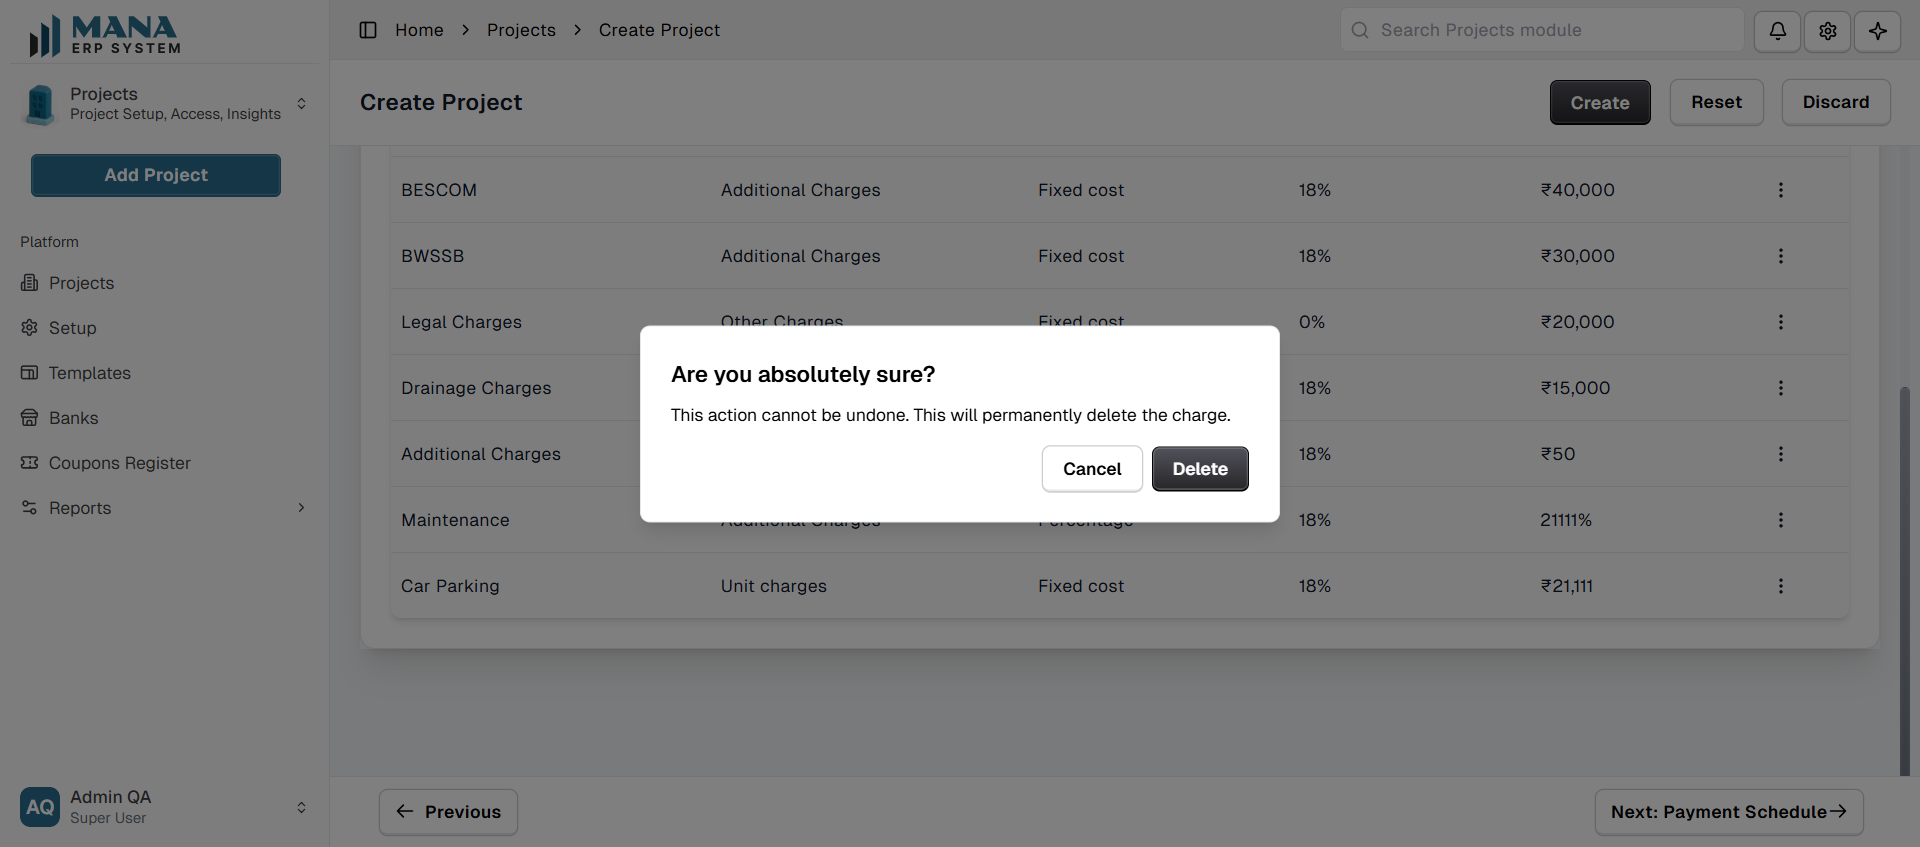 MANA
ERP SYSTEM
Home > Projects > Create Project
Search Projects module
Projects
Project Setup, Access, Insights
Create Project
Create
Reset
Discard
Add Project
Platform
Projects
Setup
Templates
Banks
Coupons Register
Reports
BESCOM Additional Charges Fixed cost 18% ₹40,000
BWSSB Additional Charges Fixed cost 18% ₹30,000
Legal Charges Other Charges Fixed cost 0% ₹20,000
Drainage Charges 18% ₹15,000
Additional Charges 18% ₹50
Maintenance Additional Charges Percentage 18% 21111%
Car Parking Unit charges Fixed cost 18% ₹21,111
Are you absolutely sure?
This action cannot be undone. This will permanently delete the charge.
Cancel
Delete
AQ
Admin QA
Super User
Previous
Next: Payment Schedule